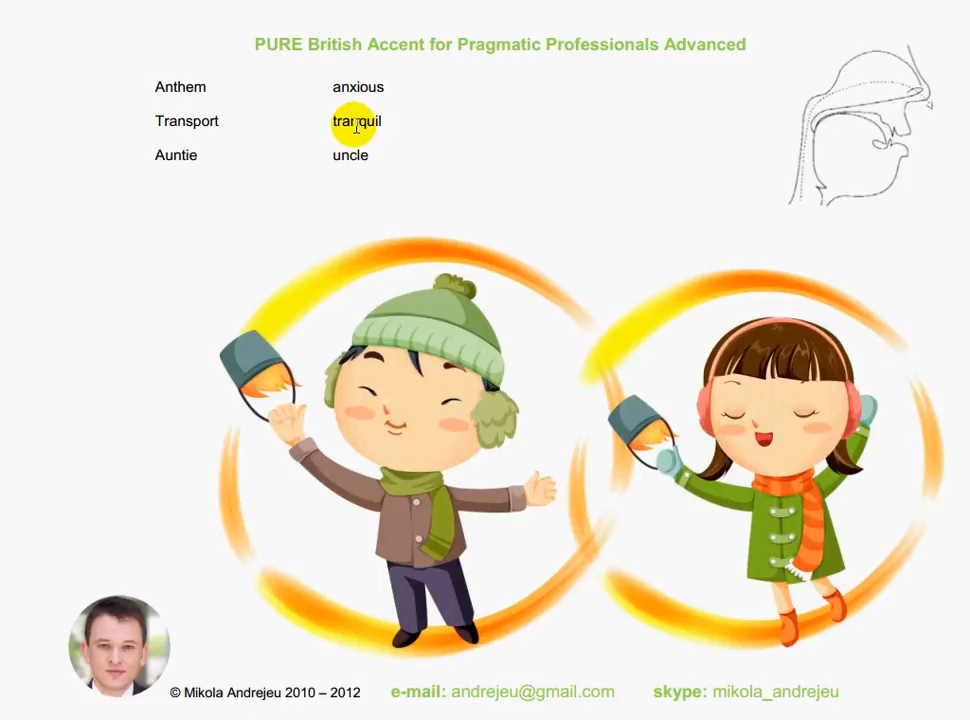 PURE British Accent for Pragmatic Professionals Advanced
Anthem anxious
Transport tranquil
Auntie uncle
© Mikola Andrejeu 2010 – 2012 e-mail: andrejeu@gmail.com skype: mikola_andrejeu